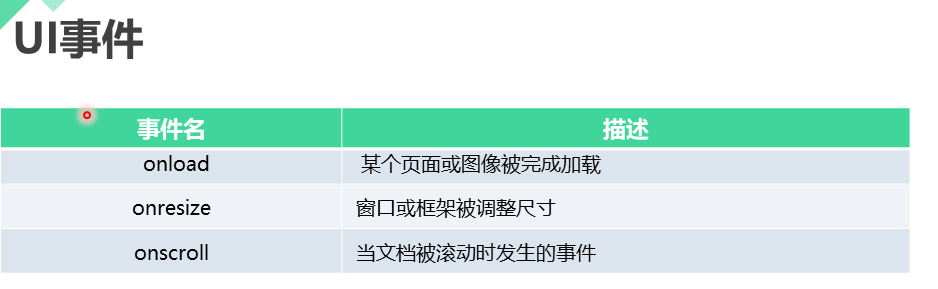 UI事件
事件名 描述
onload 某个页面或图像被完成加载
onresize 窗口或框架被调整尺寸
onscroll 当文档被滚动时发生的事件